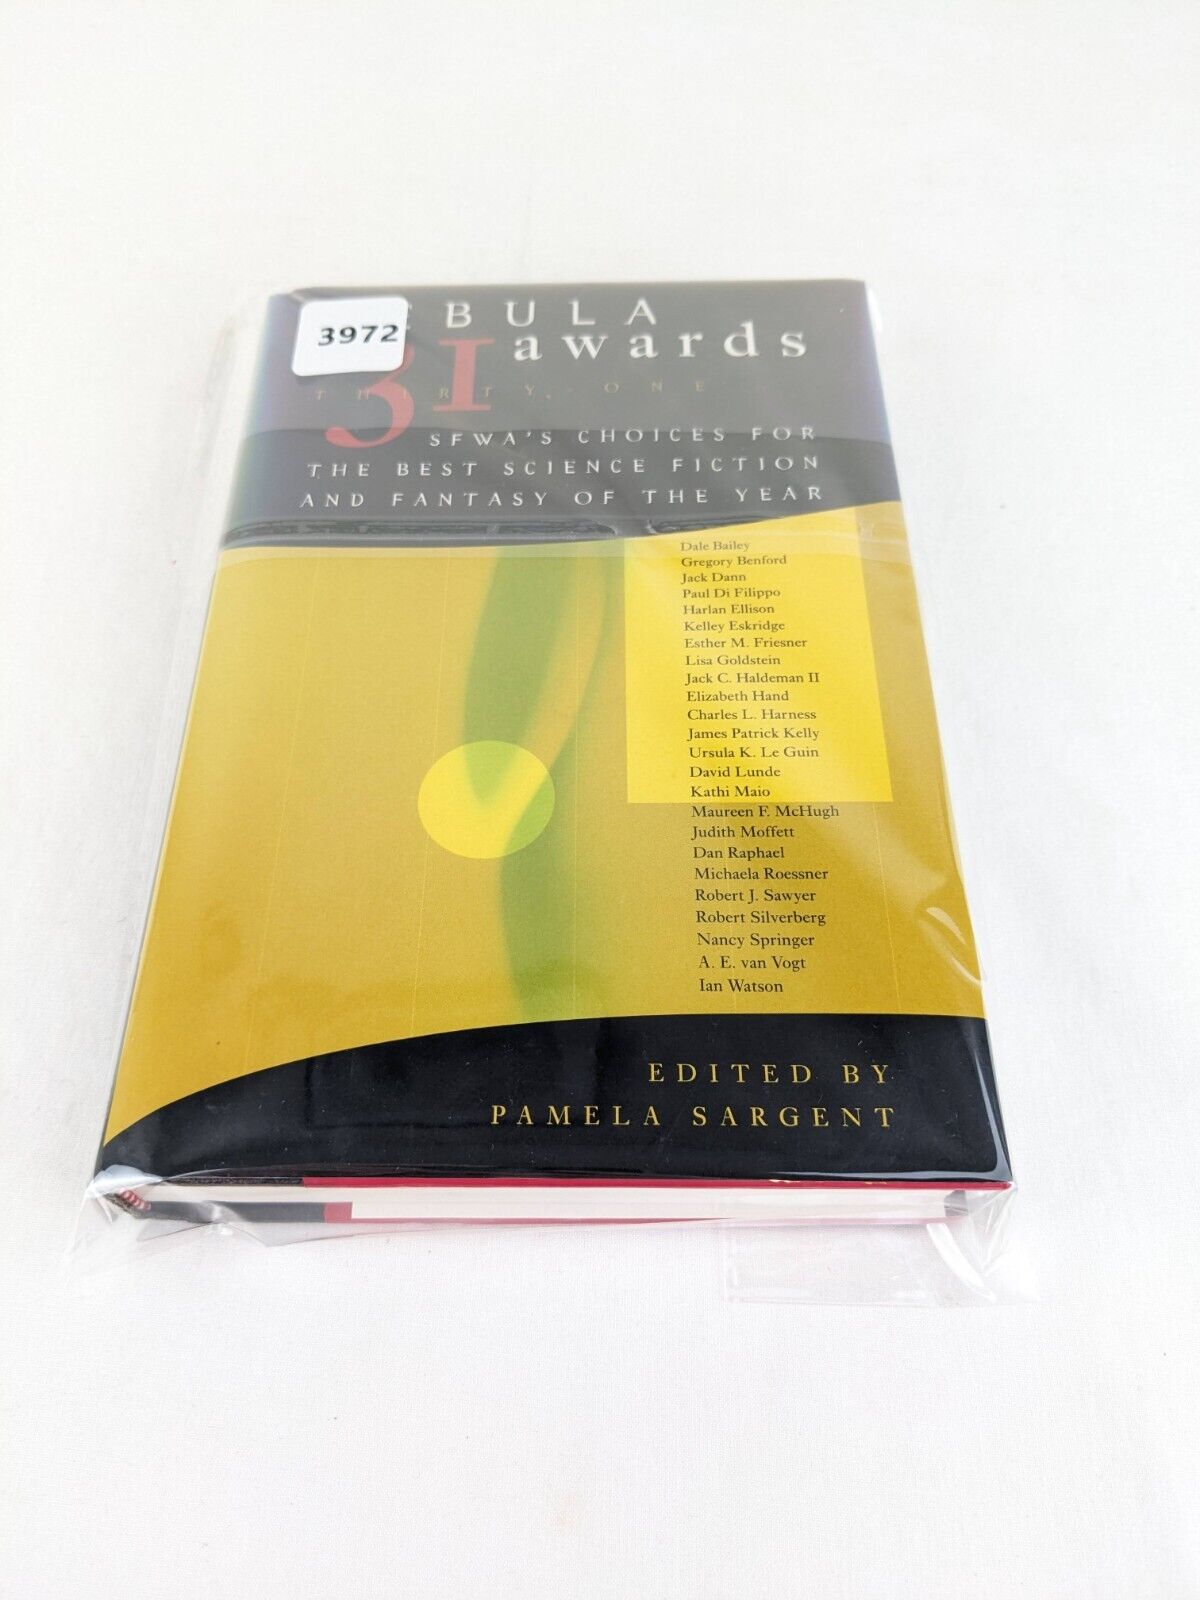 3972
EBULA
31 awards
THIRTY-ONE
SFWA'S CHOICES FOR
THE BEST SCIENCE FICTION
AND FANTASY OF THE YEAR
Dale Bailey
Gregory Benford
Jack Dann
Paul Di Filippo
Harlan Ellison
Kelley Eskridge
Esther M. Friesner
Lisa Goldstein
Jack C. Haldeman II
Elizabeth Hand
Charles L. Harness
James Patrick Kelly
Ursula K. Le Guin
David Lunde
Kathi Maio
Maureen F. McHugh
Judith Moffett
Dan Raphael
Michaela Roessner
Robert J. Sawyer
Robert Silverberg
Nancy Springer
A. E. van Vogt
Ian Watson
EDITED BY
PAMELA SARGENT